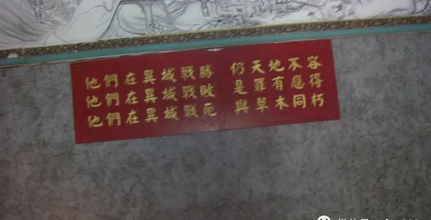 他們在異域戰勝 仍天地不容
他們在異域戰敗 是罪有應得
他們在異域戰死 與草木同朽